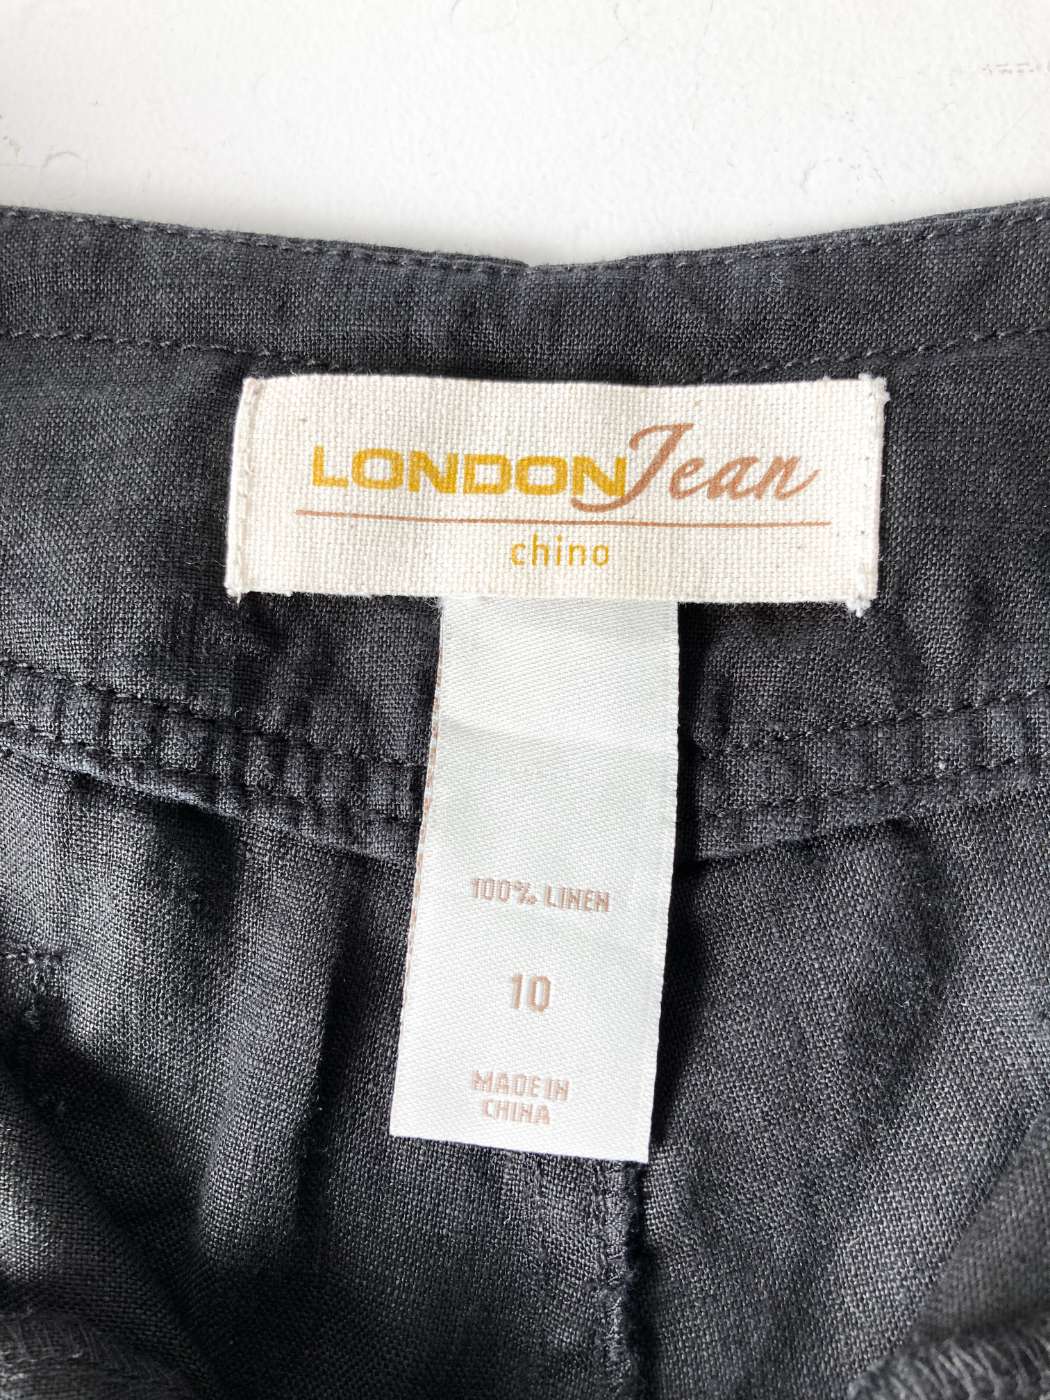 LONDON Jean
chino
100% LINEN
10
MADE IN
CHINA